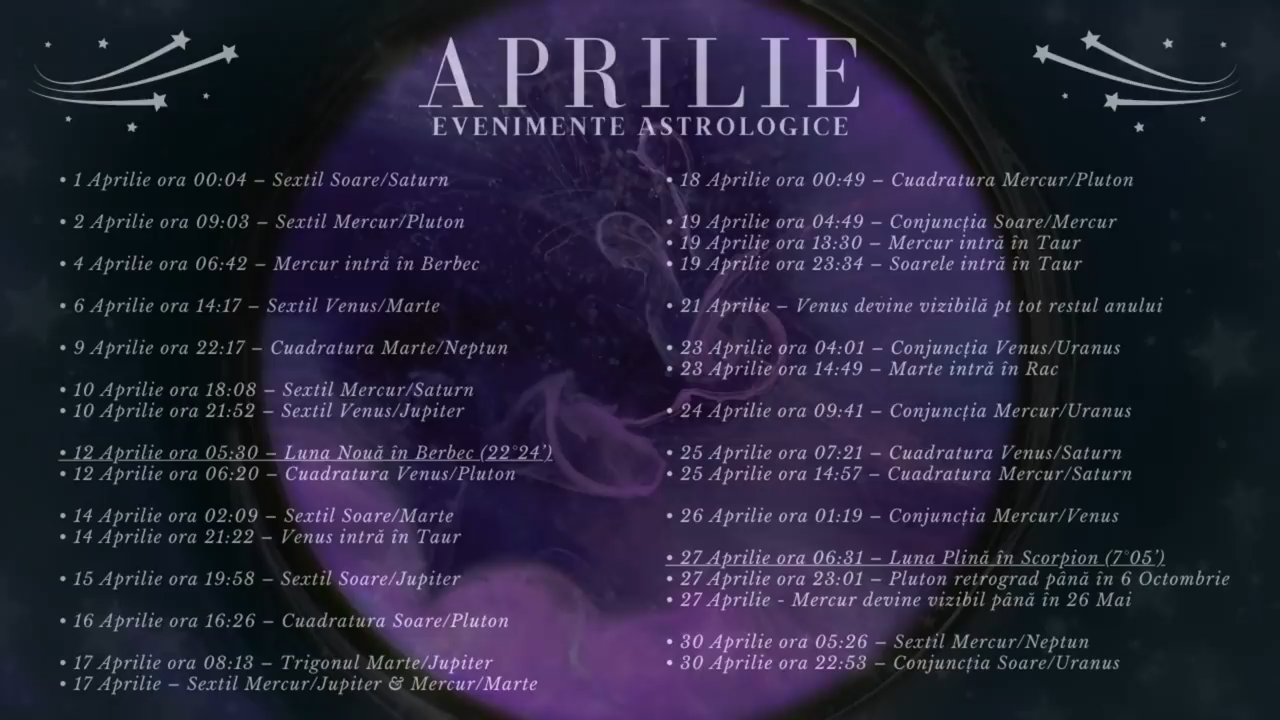 APRILIE
EVENIMENTE ASTROLOGICE
• 1 Aprilie ora 00:04 – Sextil Soare/Saturn
• 2 Aprilie ora 09:03 – Sextil Mercur/Pluton
• 4 Aprilie ora 06:42 – Mercur intră în Berbec
• 6 Aprilie ora 14:17 – Sextil Venus/Marte
• 9 Aprilie ora 22:17 – Cuadratura Marte/Neptun
• 10 Aprilie ora 18:08 – Sextil Mercur/Saturn
• 10 Aprilie ora 21:52 – Sextil Venus/Jupiter
• 12 Aprilie ora 05:30 – Luna Nouă în Berbec (22°24')
• 12 Aprilie ora 06:20 – Cuadratura Venus/Pluton
• 14 Aprilie ora 02:09 – Sextil Soare/Marte
• 14 Aprilie ora 21:22 – Venus intră în Taur
• 15 Aprilie ora 19:58 – Sextil Soare/Jupiter
• 16 Aprilie ora 16:26 – Cuadratura Soare/Pluton
• 17 Aprilie ora 08:13 – Trigonul Marte/Jupiter
• 17 Aprilie – Sextil Mercur/Jupiter & Mercur/Marte
• 18 Aprilie ora 00:49 – Cuadratura Mercur/Pluton
• 19 Aprilie ora 04:49 – Conjuncția Soare/Mercur
• 19 Aprilie ora 13:30 – Mercur intră în Taur
• 19 Aprilie ora 23:34 – Soarele intră în Taur
• 21 Aprilie – Venus devine vizibilă pt tot restul anului
• 23 Aprilie ora 04:01 – Conjuncția Venus/Uranus
• 23 Aprilie ora 14:49 – Marte intră în Rac
• 24 Aprilie ora 09:41 – Conjuncția Mercur/Uranus
• 25 Aprilie ora 07:21 – Cuadratura Venus/Saturn
• 25 Aprilie ora 14:57 – Cuadratura Mercur/Saturn
• 26 Aprilie ora 01:19 – Conjuncția Mercur/Venus
• 27 Aprilie ora 06:31 – Luna Plină în Scorpion (7°05')
• 27 Aprilie ora 23:01 – Pluton retrograd până în 6 Octombrie
• 27 Aprilie - Mercur devine vizibil până în 26 Mai
• 30 Aprilie ora 05:26 – Sextil Mercur/Neptun
• 30 Aprilie ora 22:53 – Conjuncția Soare/Uranus